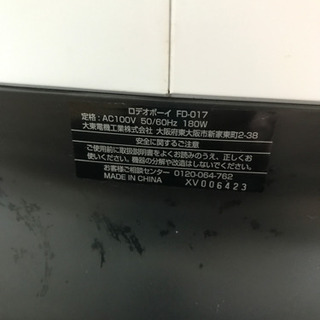 ロデオボーイ FD-017
定格:AC100V 50/60Hz 180W
大東電機工業株式会社 大阪府東大阪市新家東町2-38
安全に関するご注意
ご使用前に取扱説明書をよくお読みのうえ、正しくお
使いください。機器の分解や改造はしないでください。
お客様ご相談センター 0120-064-762
MADE IN CHINA XV006423